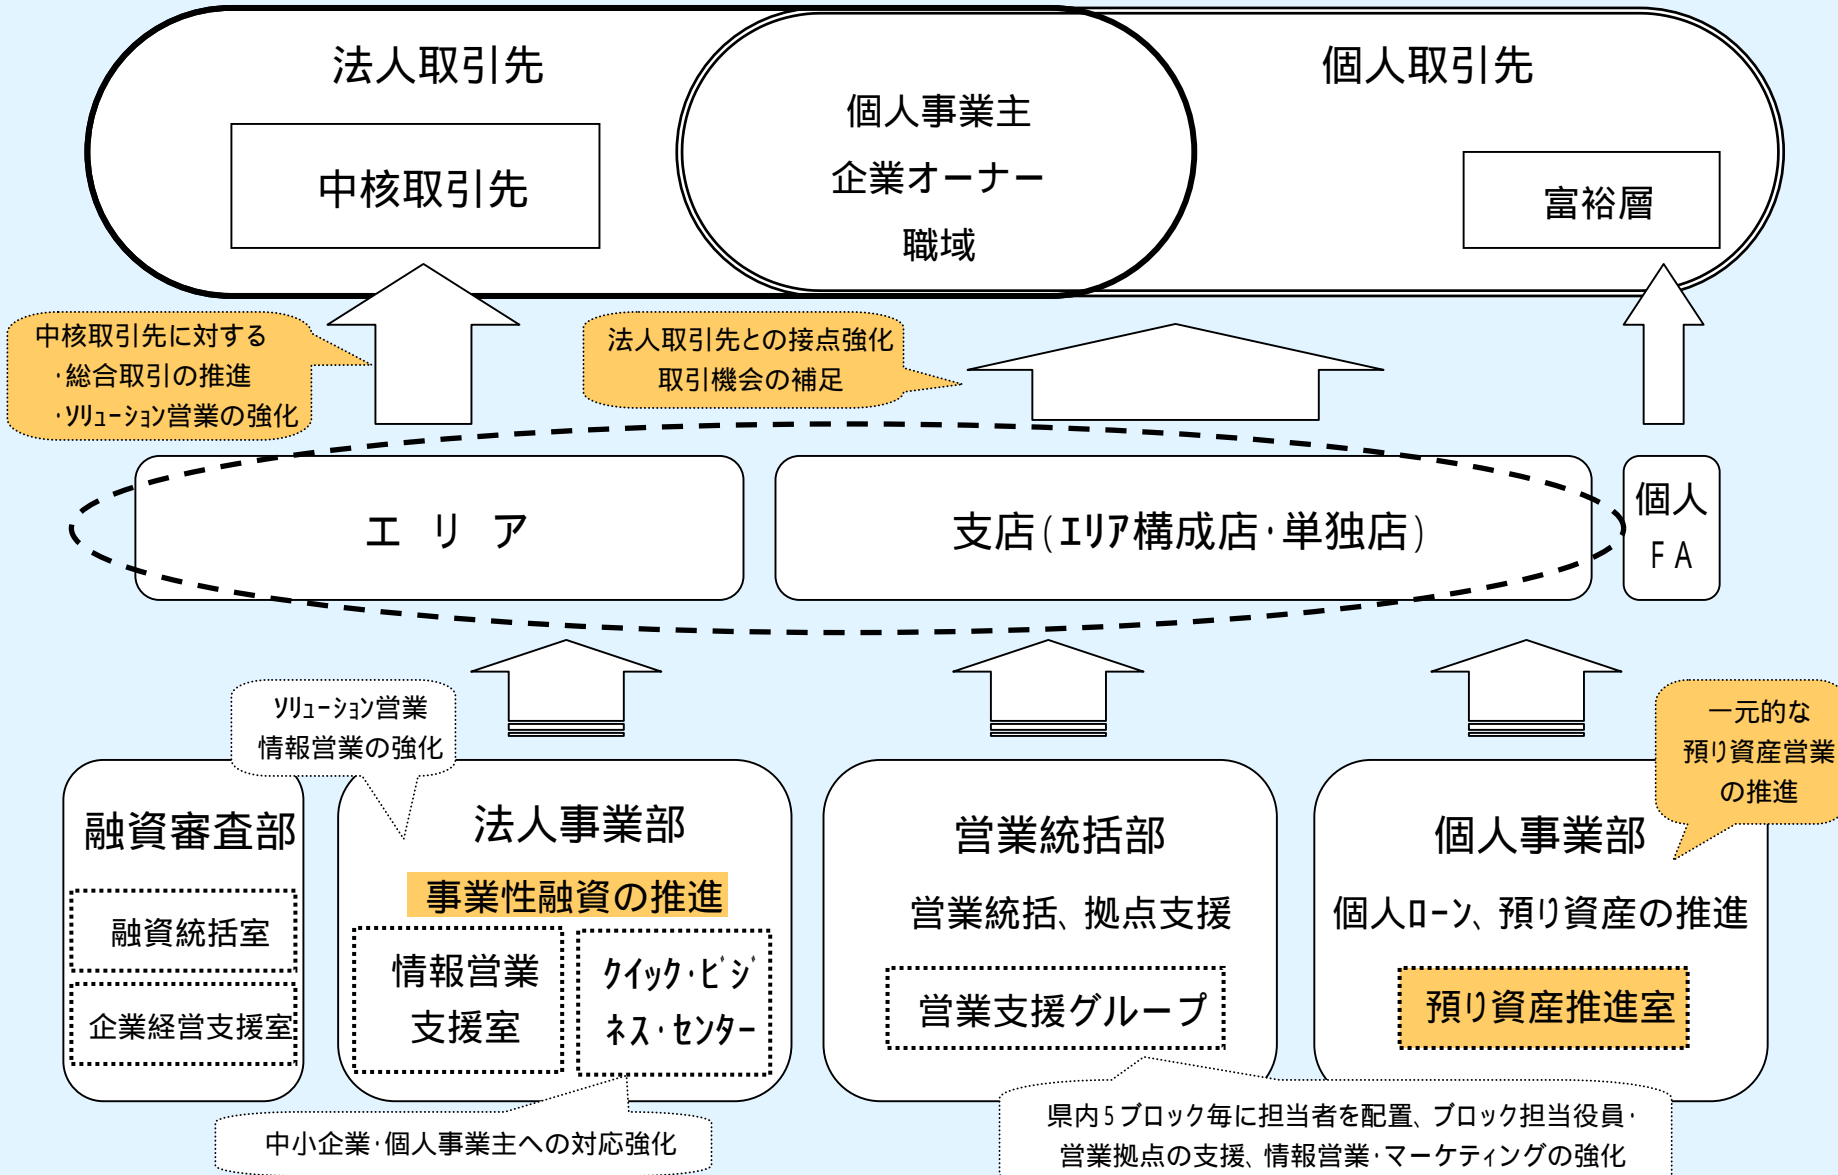 法人取引先
個人取引先
中核取引先
個人事業主
企業オーナー
職域
富裕層
中核取引先に対する
・総合取引の推進
・ソリューション営業の強化
法人取引先との接点強化
取引機会の補足
エリア
支店(エリア構成店・単独店)
個人
FA
ソリューション営業
情報営業の強化
一元的な
預り資産営業
の推進
融資審査部
融資統括室
企業経営支援室
法人事業部
事業性融資の推進
情報営業
支援室
クイック・ビジ
ネス・センター
営業統括部
営業統括、拠点支援
営業支援グループ
個人事業部
個人ローン、預り資産の推進
預り資産推進室
中小企業・個人事業主への対応強化
県内5ブロック毎に担当者を配置、ブロック担当役員・
営業拠点の支援、情報営業・マーケティングの強化